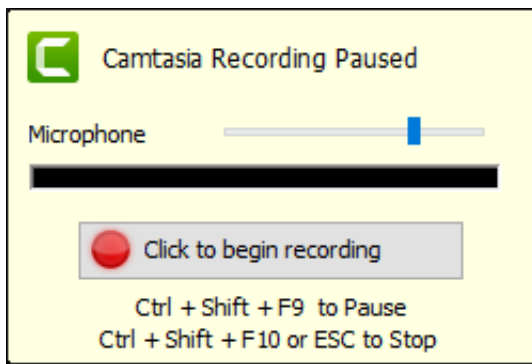 Camtasia Recording Paused
Microphone
Click to begin recording
Ctrl + Shift + F9 to Pause
Ctrl + Shift + F10 or ESC to Stop